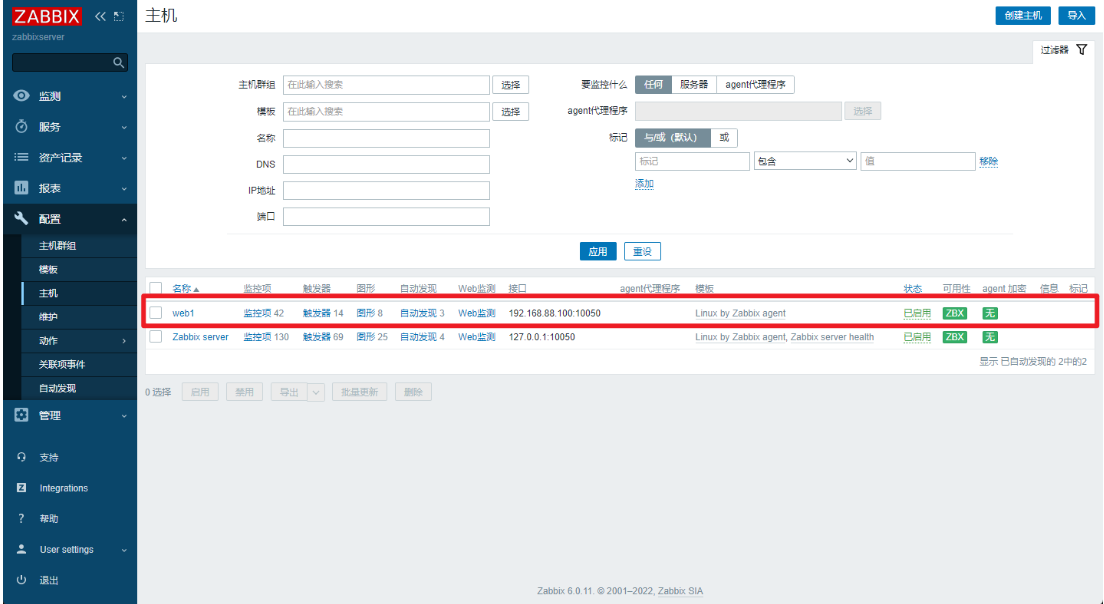 ZABBIX
zabbixserver
监测
服务
资产记录
报表
配置
主机群组
模板
主机
维护
动作
关联项事件
自动发现
管理
支持
Integrations
帮助
User settings
退出
主机 创建主机 导入
过滤器
主机群组 在此输入搜索 选择 要监控什么 任何 服务器 agent代理程序
模板 在此输入搜索 选择 agent代理程序 选择
名称 标记 与/或（默认） 或
DNS 标记 包含 值 移除
IP地址 添加
端口
应用 重设
名称 监控项 触发器 图形 自动发现 Web监测 接口 agent代理程序 模板 状态 可用性 agent 加密 信息 标记
web1 监控项 42 触发器 14 图形 8 自动发现 3 Web监测 192.168.88.100:10050 Linux by Zabbix agent 已启用 ZBX 无
Zabbix server 监控项 130 触发器 69 图形 25 自动发现 4 Web监测 127.0.0.1:10050 Linux by Zabbix agent, Zabbix server health 已启用 ZBX 无
显示 已自动发现的 2中的2
0 选择 启用 禁用 导出 批量更新 删除
Zabbix 6.0.11. © 2001–2022, Zabbix SIA